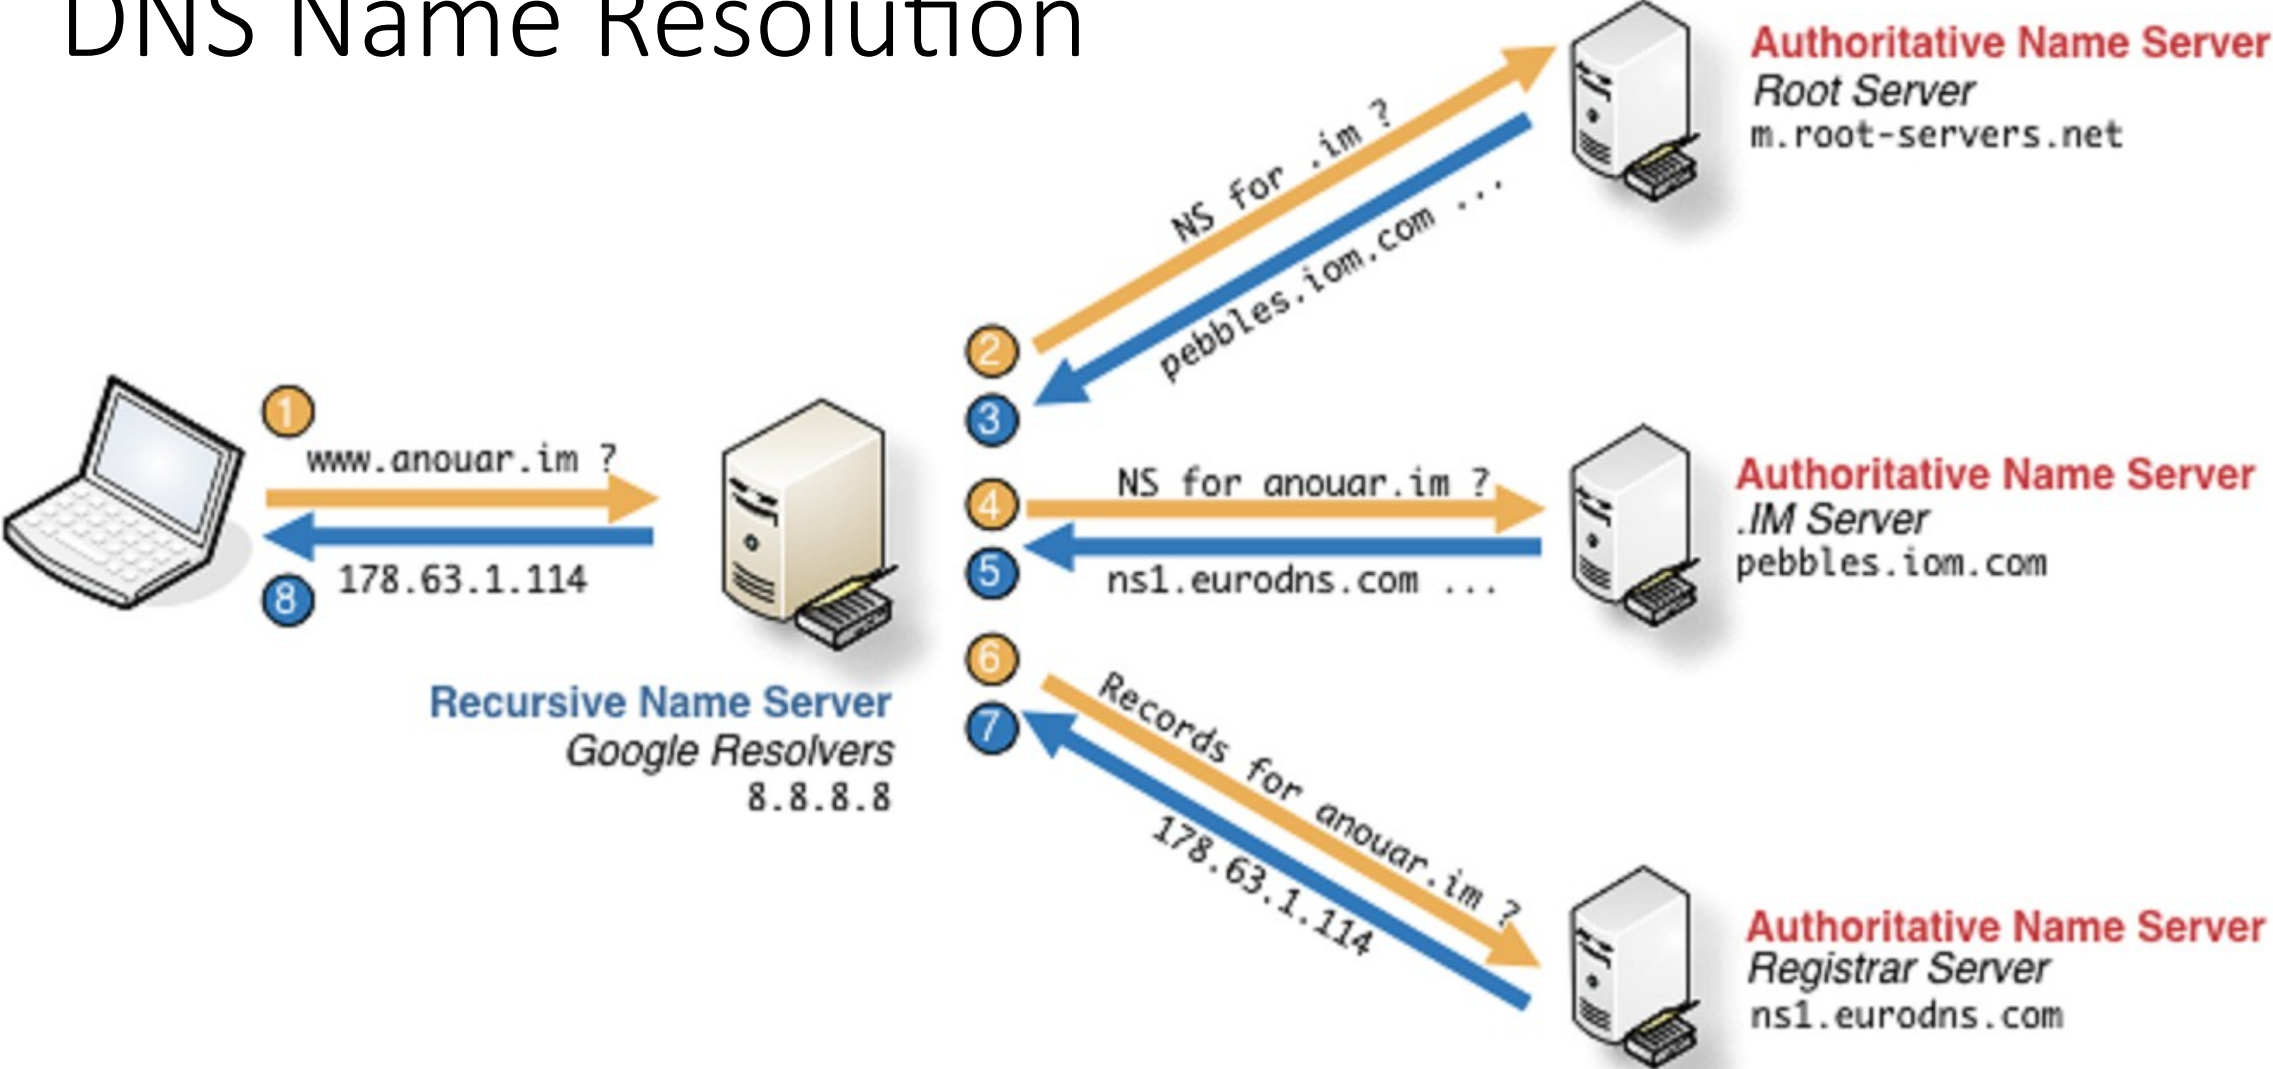 DNS Name Resolution
Authoritative Name Server
Root Server
m.root-servers.net
NS for .im ?
pebbles.iom.com ...
2
3
1
www.anouar.im ?
178.63.1.114
8
Recursive Name Server
Google Resolvers
8.8.8.8
4
NS for anouar.im ?
5
ns1.eurodns.com ...
Authoritative Name Server
.IM Server
pebbles.iom.com
6
7
Records for anouar.im ?
178.63.1.114
Authoritative Name Server
Registrar Server
ns1.eurodns.com